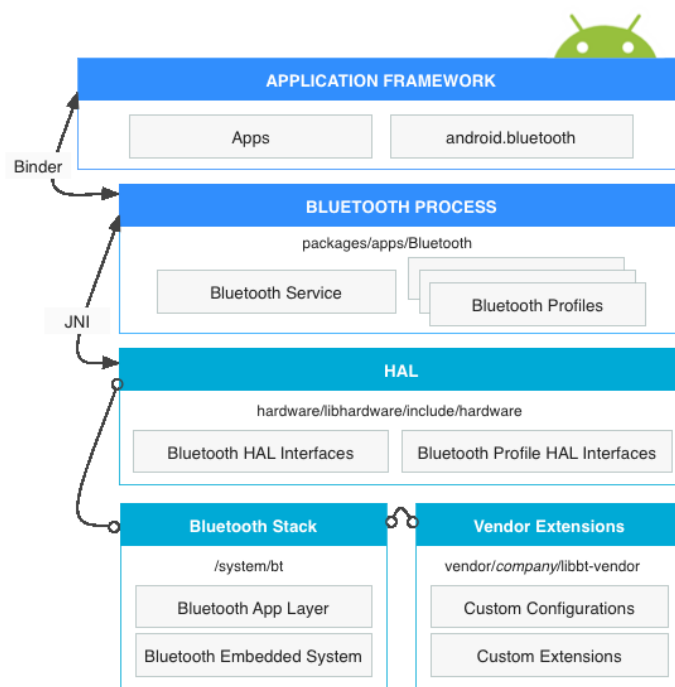 APPLICATION FRAMEWORK
Apps
android.bluetooth
Binder
BLUETOOTH PROCESS
packages/apps/Bluetooth
Bluetooth Service
Bluetooth Profiles
JNI
HAL
hardware/libhardware/include/hardware
Bluetooth HAL Interfaces
Bluetooth Profile HAL Interfaces
Bluetooth Stack
/system/bt
Bluetooth App Layer
Bluetooth Embedded System
Vendor Extensions
vendor/company/libbt-vendor
Custom Configurations
Custom Extensions